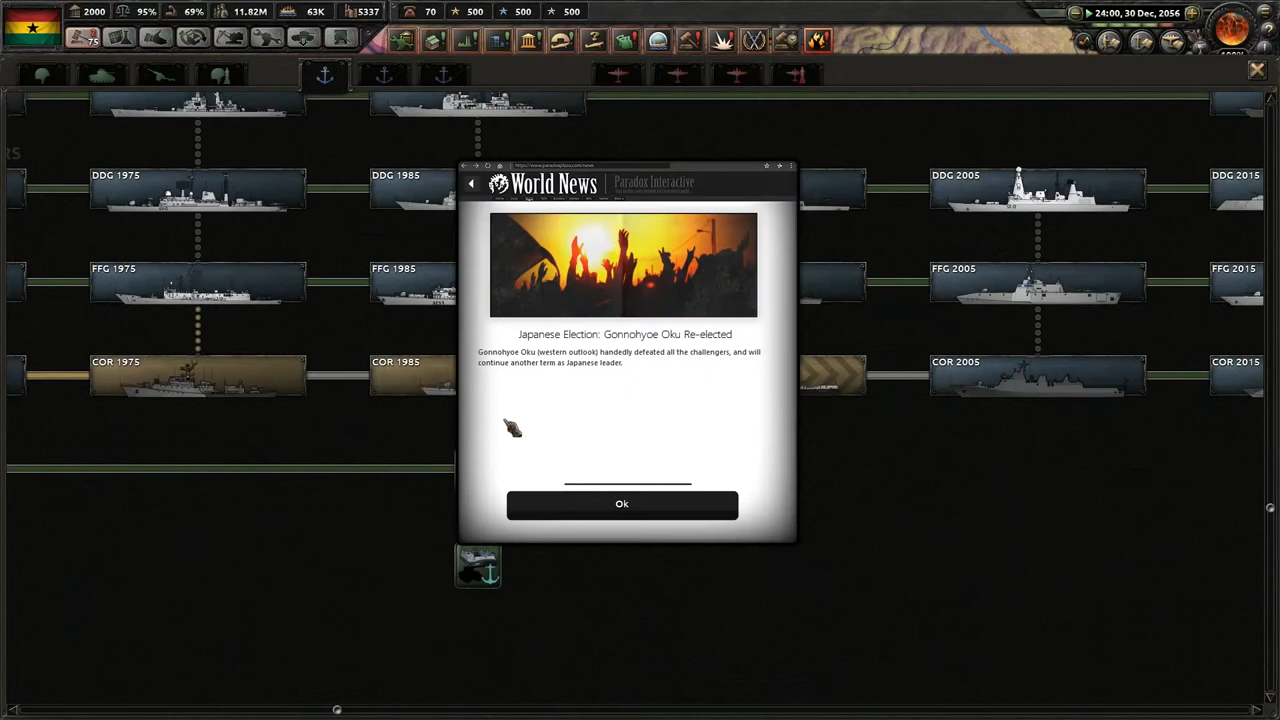 2000 95% 69% 11.82M 63K 5337 70 500 500 500 24:00, 30 Dec, 2056
75
100%
DDG 1975
DDG 1985
DDG 2005
DDG 2015
FFG 1975
FFG 1985
FFG 2005
FFG 2015
COR 1975
COR 1985
COR 2005
COR 2015
World News
Paradox Interactive
Japanese Election: Gonnohyoe Oku Re-elected
Gonnohyoe Oku (western outlook) handedly defeated all the challengers, and will
continue another term as Japanese leader.
Ok